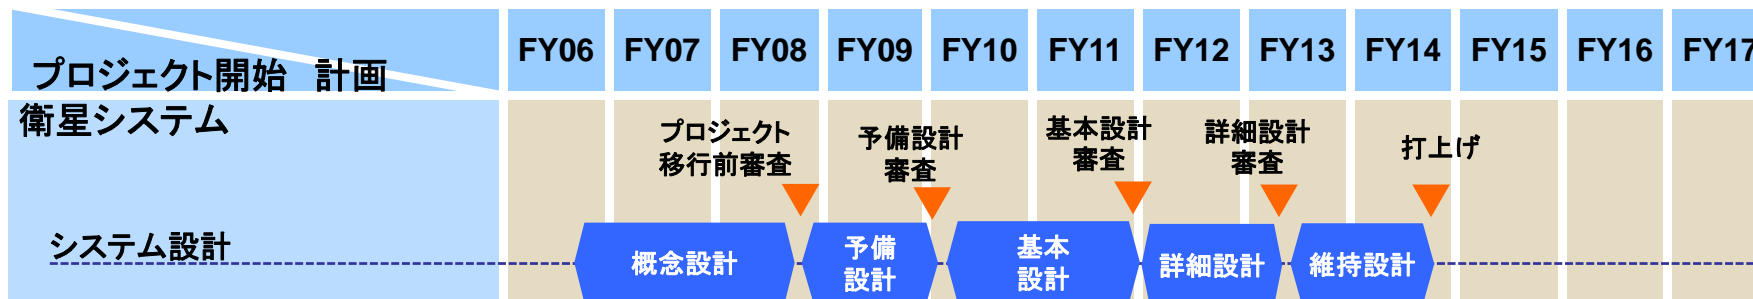 FY06 FY07 FY08 FY09 FY10 FY11 FY12 FY13 FY14 FY15 FY16 FY17
プロジェクト開始 計画
衛星システム
プロジェクト
移行前審査
予備設計
審査
基本設計
審査
詳細設計
審査
打上げ
システム設計
概念設計
予備
設計
基本
設計
詳細設計
維持設計